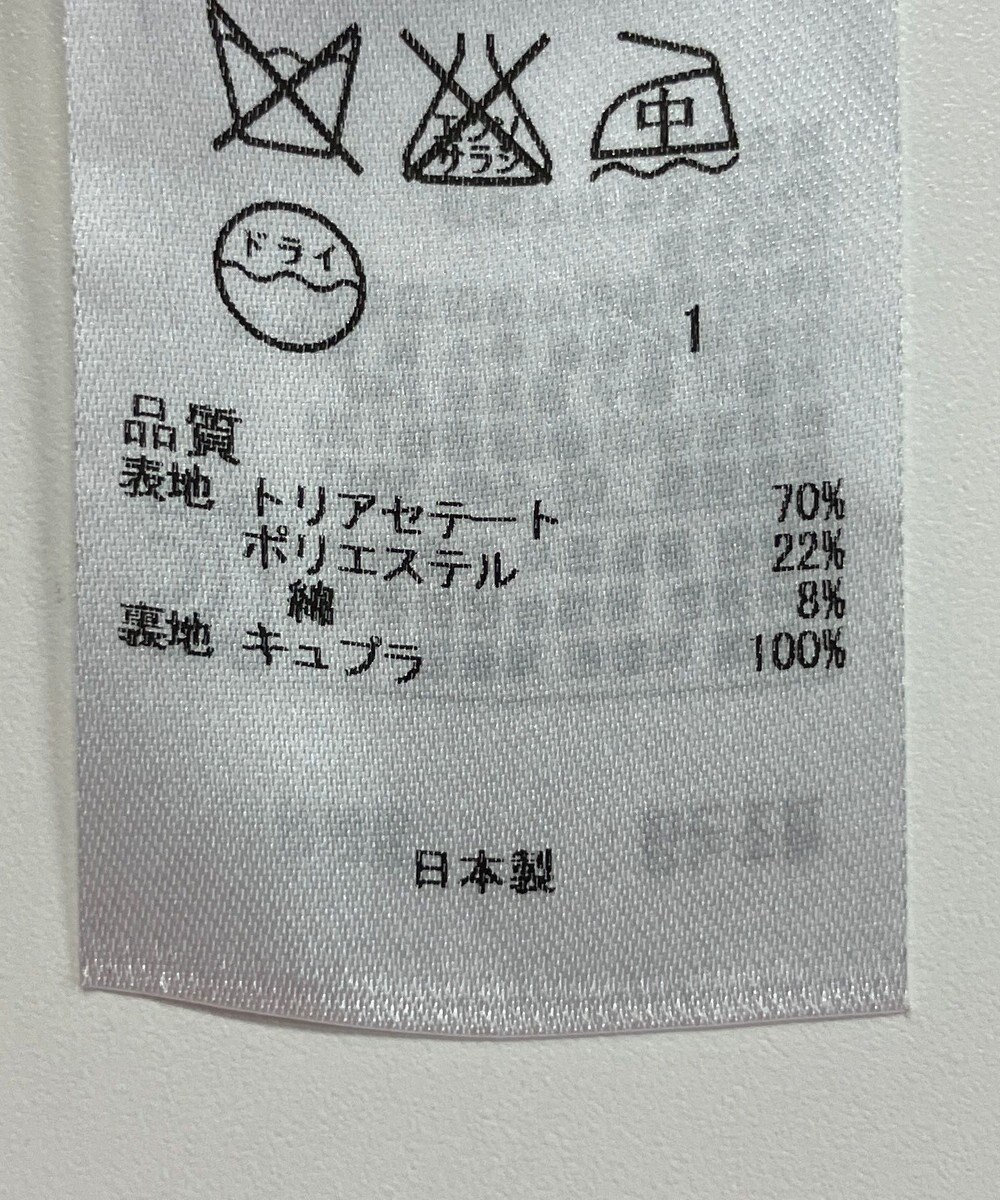 エンソ サラシ 中
ドライ
1
品質
表地 トリアセテート 70%
ポリエステル 22%
綿 8%
裏地 キュプラ 100%
日本製